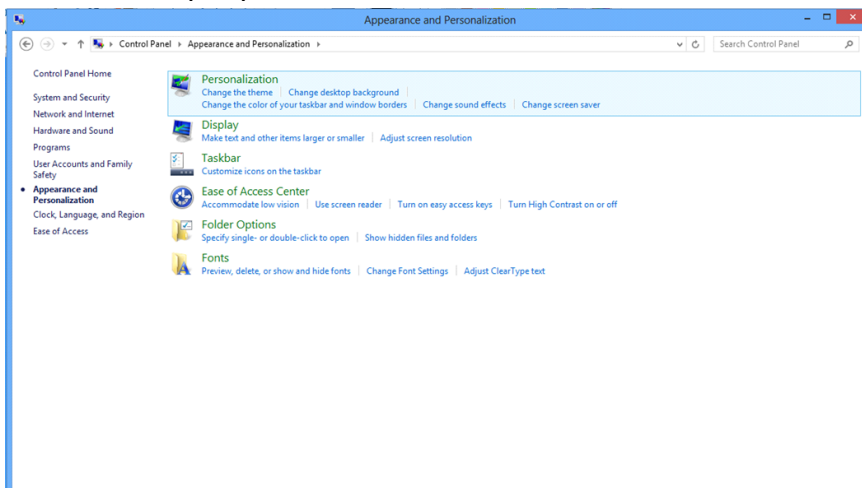 Appearance and Personalization
Control Panel Appearance and Personalization
Search Control Panel
Control Panel Home
System and Security
Network and Internet
Hardware and Sound
Programs
User Accounts and Family
Safety
Appearance and
Personalization
Clock, Language, and Region
Ease of Access
Personalization
Change the theme Change desktop background
Change the color of your taskbar and window borders Change sound effects Change screen saver
Display
Make text and other items larger or smaller Adjust screen resolution
Taskbar
Customize icons on the taskbar
Ease of Access Center
Accommodate low vision Use screen reader Turn on easy access keys Turn High Contrast on or off
Folder Options
Specify single- or double-click to open Show hidden files and folders
Fonts
Preview, delete, or show and hide fonts Change Font Settings Adjust ClearType text